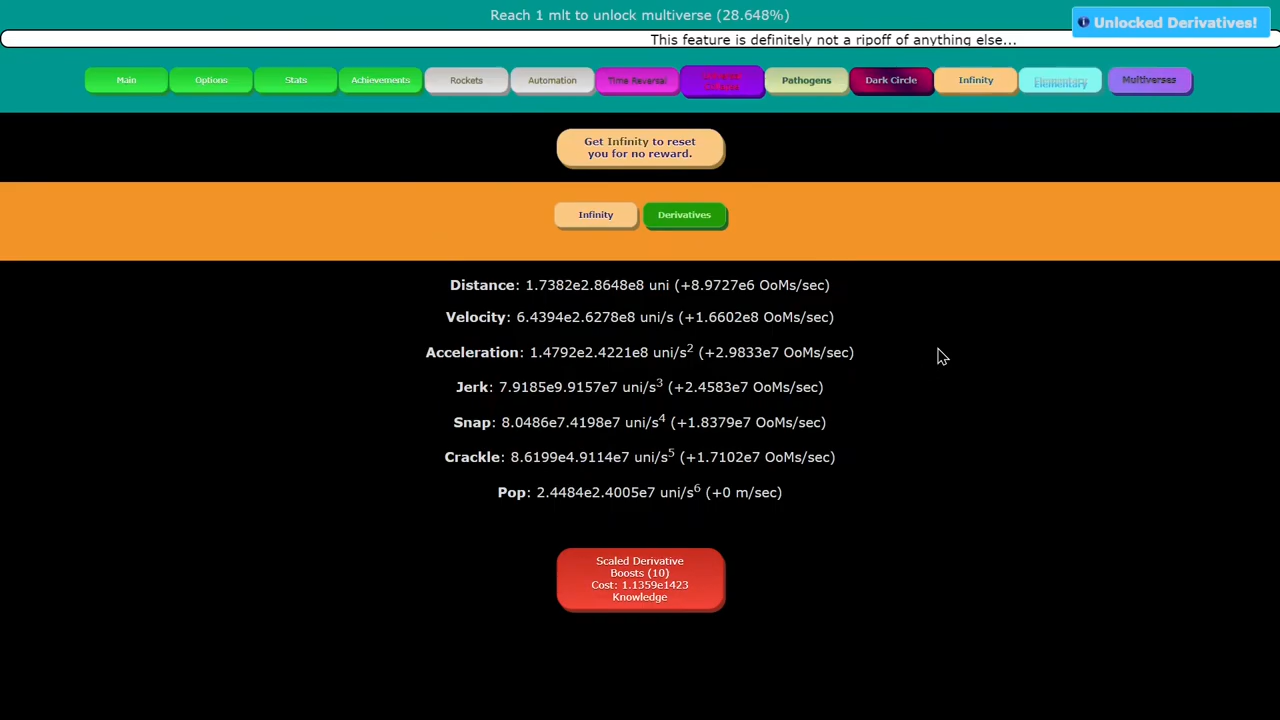 Reach 1 mlt to unlock multiverse (28.648%)
Unlocked Derivatives!
This feature is definitely not a ripoff of anything else...
Main
Options
Stats
Achievements
Rockets
Automation
Time Reversal
Pathogens
Dark Circle
Infinity
Elementary
Elementary
Multiverses
Get Infinity to reset
you for no reward.
Infinity
Derivatives
Distance: 1.7382e2.8648e8 uni (+8.9727e6 OoMs/sec)
Velocity: 6.4394e2.6278e8 uni/s (+1.6602e8 OoMs/sec)
Acceleration: 1.4792e2.4221e8 uni/s2 (+2.9833e7 OoMs/sec)
Jerk: 7.9185e9.9157e7 uni/s3 (+2.4583e7 OoMs/sec)
Snap: 8.0486e7.4198e7 uni/s4 (+1.8379e7 OoMs/sec)
Crackle: 8.6199e4.9114e7 uni/s5 (+1.7102e7 OoMs/sec)
Pop: 2.4484e2.4005e7 uni/s6 (+0 m/sec)
Scaled Derivative
Boosts (10)
Cost: 1.1359e1423
Knowledge